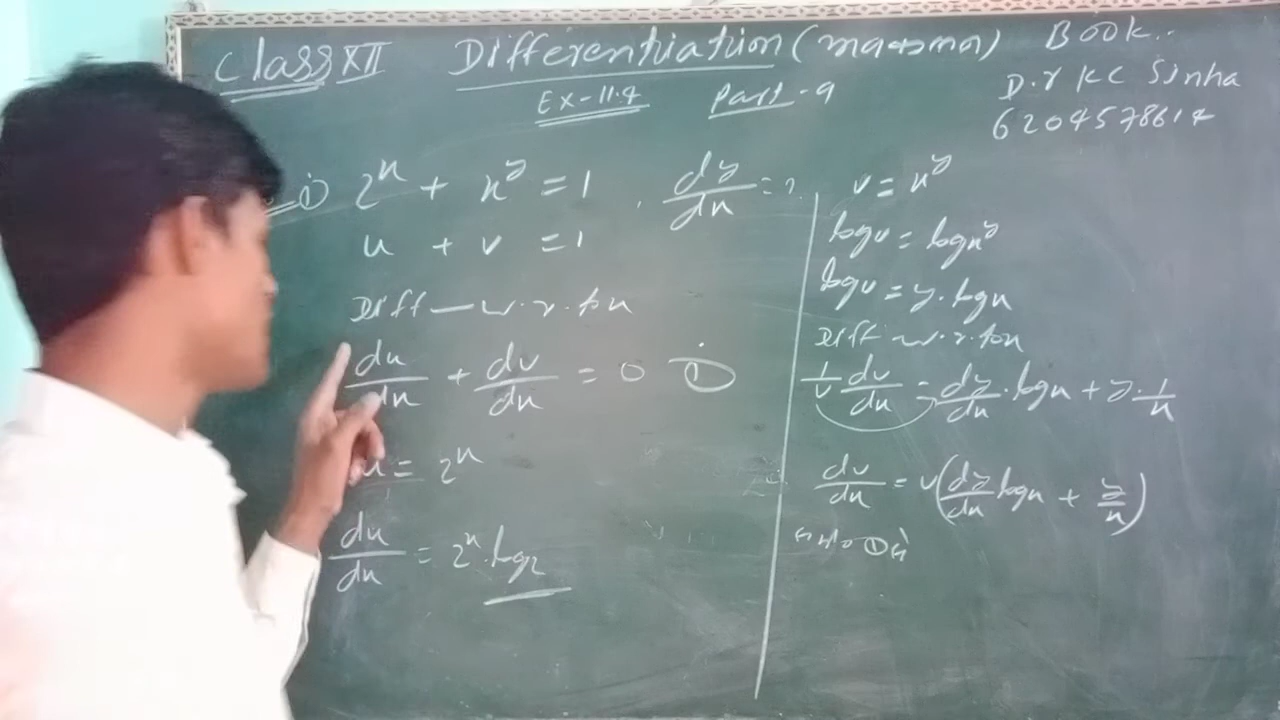 Class XII Differentiation (गणित) Book..
Ex-11.4 Part-9
D.r KC Sinha
6204578614
① 2^x + x^y = 1, dy/dx = ?
u + v = 1
Diff — w.r. to x
du/dx + dv/dx = 0 ①
u = 2^x
du/dx = 2^x . log2
v = x^y
logv = logx^y
logv = y.logx
Diff w.r. to x
1/v dv/dx = dy/dx . logx + y . 1/x
dv/dx = v(dy/dx logx + y/x)
①